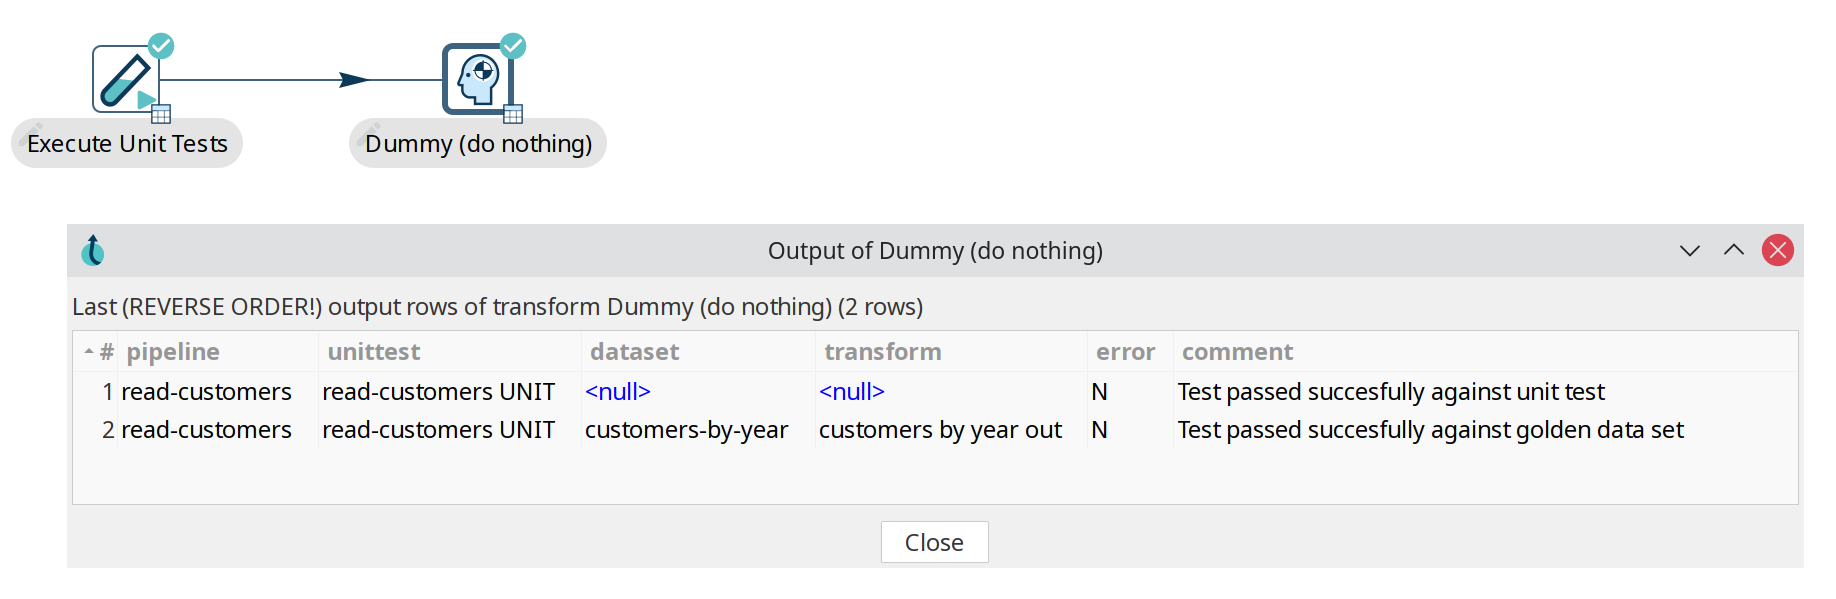 Execute Unit Tests
Dummy (do nothing)
Output of Dummy (do nothing)
Last (REVERSE ORDER!) output rows of transform Dummy (do nothing) (2 rows)
# pipeline unittest dataset transform error comment
1 read-customers read-customers UNIT <null> <null> N Test passed succesfully against unit test
2 read-customers read-customers UNIT customers-by-year customers by year out N Test passed succesfully against golden data set
Close